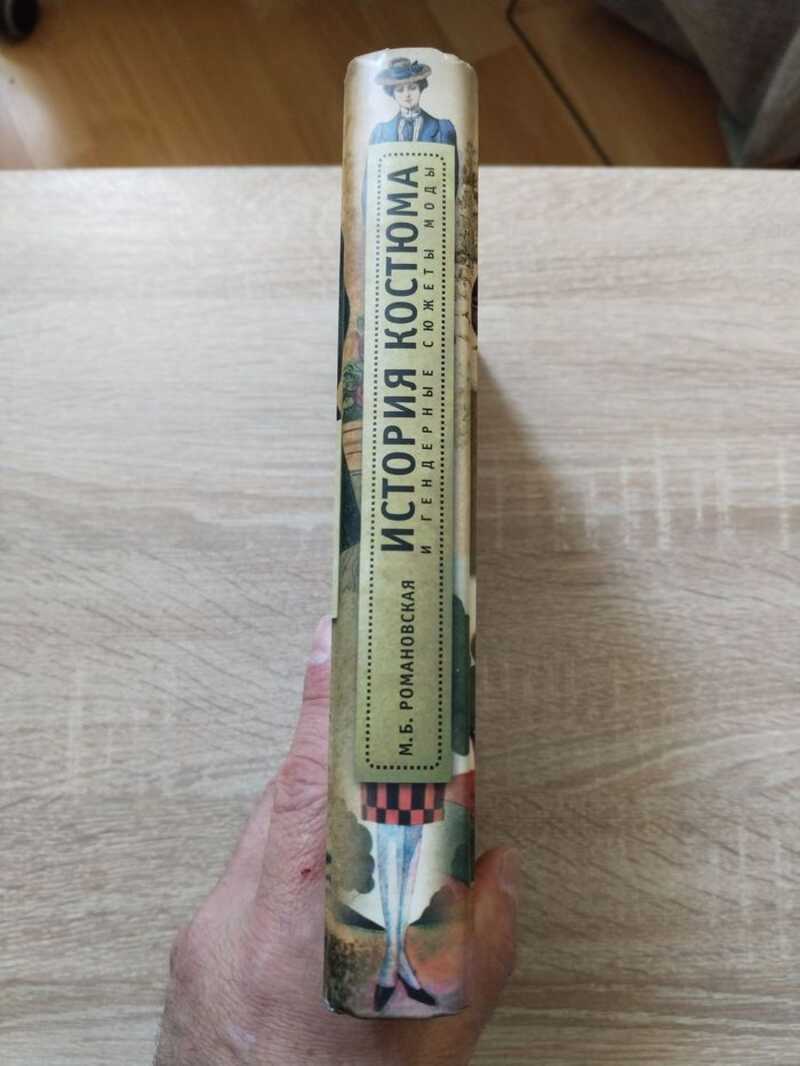 М. Б. РОМАНОВСКАЯ
ИСТОРИЯ КОСТЮМА
И ГЕНДЕРНЫЕ СЮЖЕТЫ МОДЫ